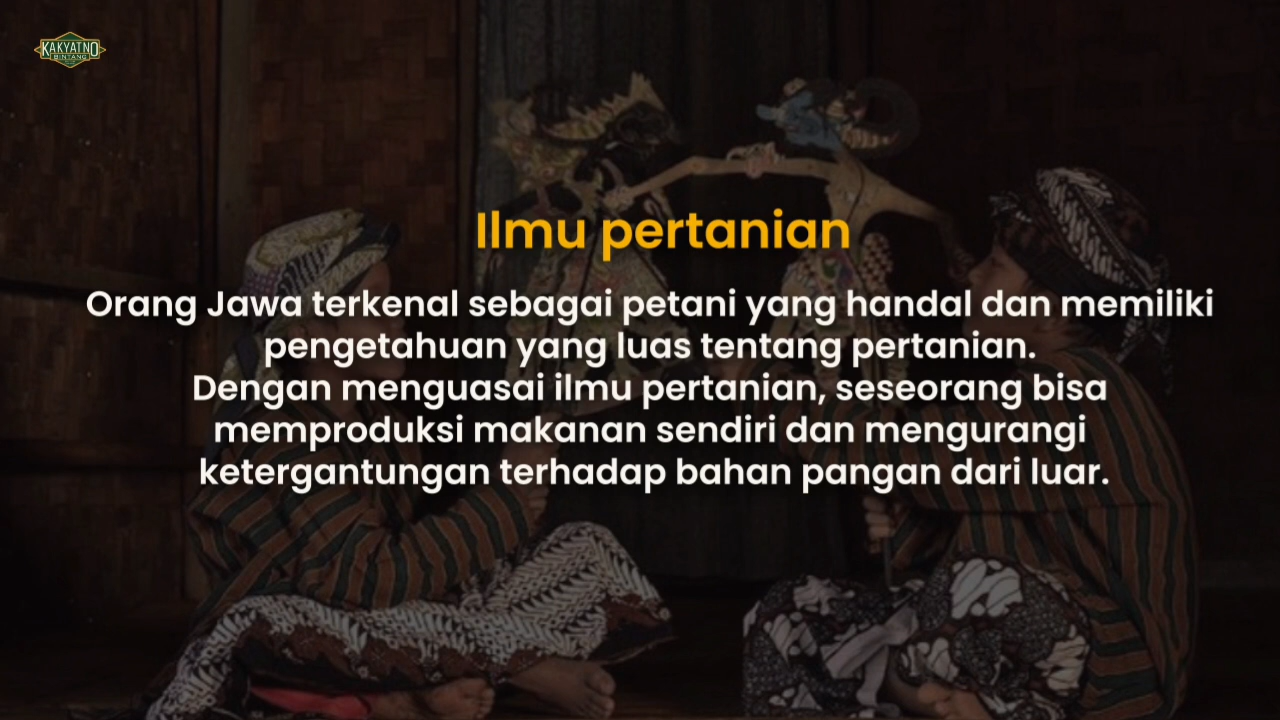 KAKYATNO
BINTANG
Ilmu pertanian
Orang Jawa terkenal sebagai petani yang handal dan memiliki
pengetahuan yang luas tentang pertanian.
Dengan menguasai ilmu pertanian, seseorang bisa
memproduksi makanan sendiri dan mengurangi
ketergantungan terhadap bahan pangan dari luar.